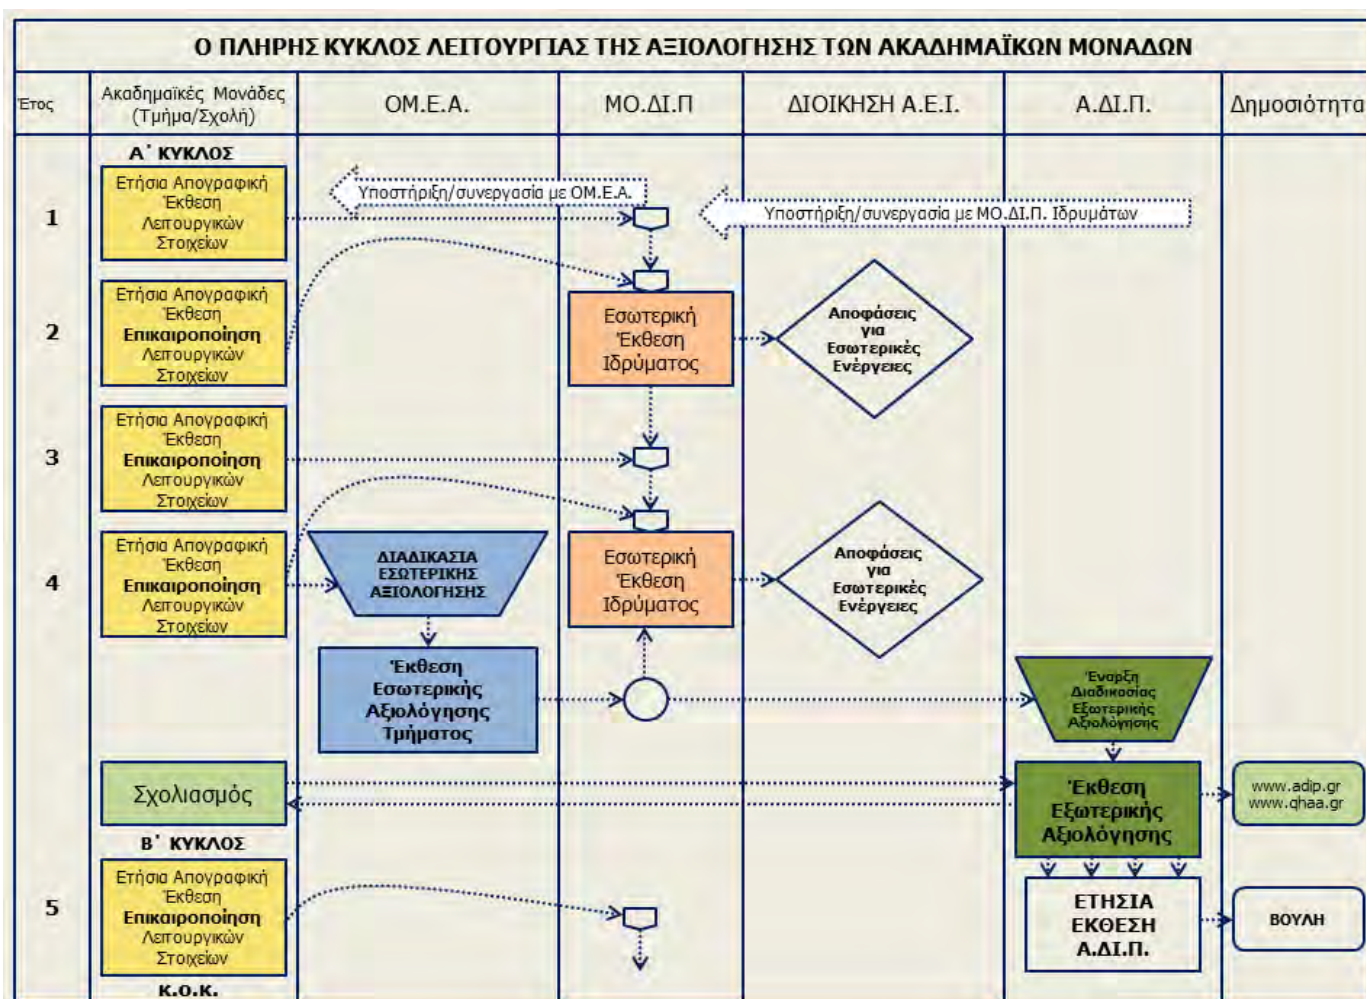 Ο ΠΛΗΡΗΣ ΚΥΚΛΟΣ ΛΕΙΤΟΥΡΓΙΑΣ ΤΗΣ ΑΞΙΟΛΟΓΗΣΗΣ ΤΩΝ ΑΚΑΔΗΜΑΪΚΩΝ ΜΟΝΑΔΩΝ
Έτος
Ακαδημαϊκές Μονάδες
(Τμήμα/Σχολή)
ΟΜ.Ε.Α.
ΜΟ.ΔΙ.Π
ΔΙΟΙΚΗΣΗ Α.Ε.Ι.
Α.ΔΙ.Π.
Δημοσιότητα
Α΄ ΚΥΚΛΟΣ
1
Ετήσια Απογραφική
Έκθεση
Λειτουργικών
Στοιχείων
Υποστήριξη/συνεργασία με ΟΜ.Ε.Α.
Υποστήριξη/συνεργασία με ΜΟ.ΔΙ.Π. Ιδρυμάτων
2
Ετήσια Απογραφική
Έκθεση
Επικαιροποίηση
Λειτουργικών
Στοιχείων
Εσωτερική
Έκθεση
Ιδρύματος
Αποφάσεις
για
Εσωτερικές
Ενέργειες
3
Ετήσια Απογραφική
Έκθεση
Επικαιροποίηση
Λειτουργικών
Στοιχείων
4
Ετήσια Απογραφική
Έκθεση
Επικαιροποίηση
Λειτουργικών
Στοιχείων
ΔΙΑΔΙΚΑΣΙΑ
ΕΣΩΤΕΡΙΚΗΣ
ΑΞΙΟΛΟΓΗΣΗΣ
Εσωτερική
Έκθεση
Ιδρύματος
Αποφάσεις
για
Εσωτερικές
Ενέργειες
Έκθεση
Εσωτερικής
Αξιολόγησης
Τμήματος
Έναρξη
Διαδικασίας
Εξωτερικής
Αξιολόγησης
Σχολιασμός
Έκθεση
Εξωτερικής
Αξιολόγησης
www.adip.gr
www.qhaa.gr
Β΄ ΚΥΚΛΟΣ
5
Ετήσια Απογραφική
Έκθεση
Επικαιροποίηση
Λειτουργικών
Στοιχείων
ΕΤΗΣΙΑ
ΕΚΘΕΣΗ
Α.ΔΙ.Π.
ΒΟΥΛΗ
κ.ο.κ.